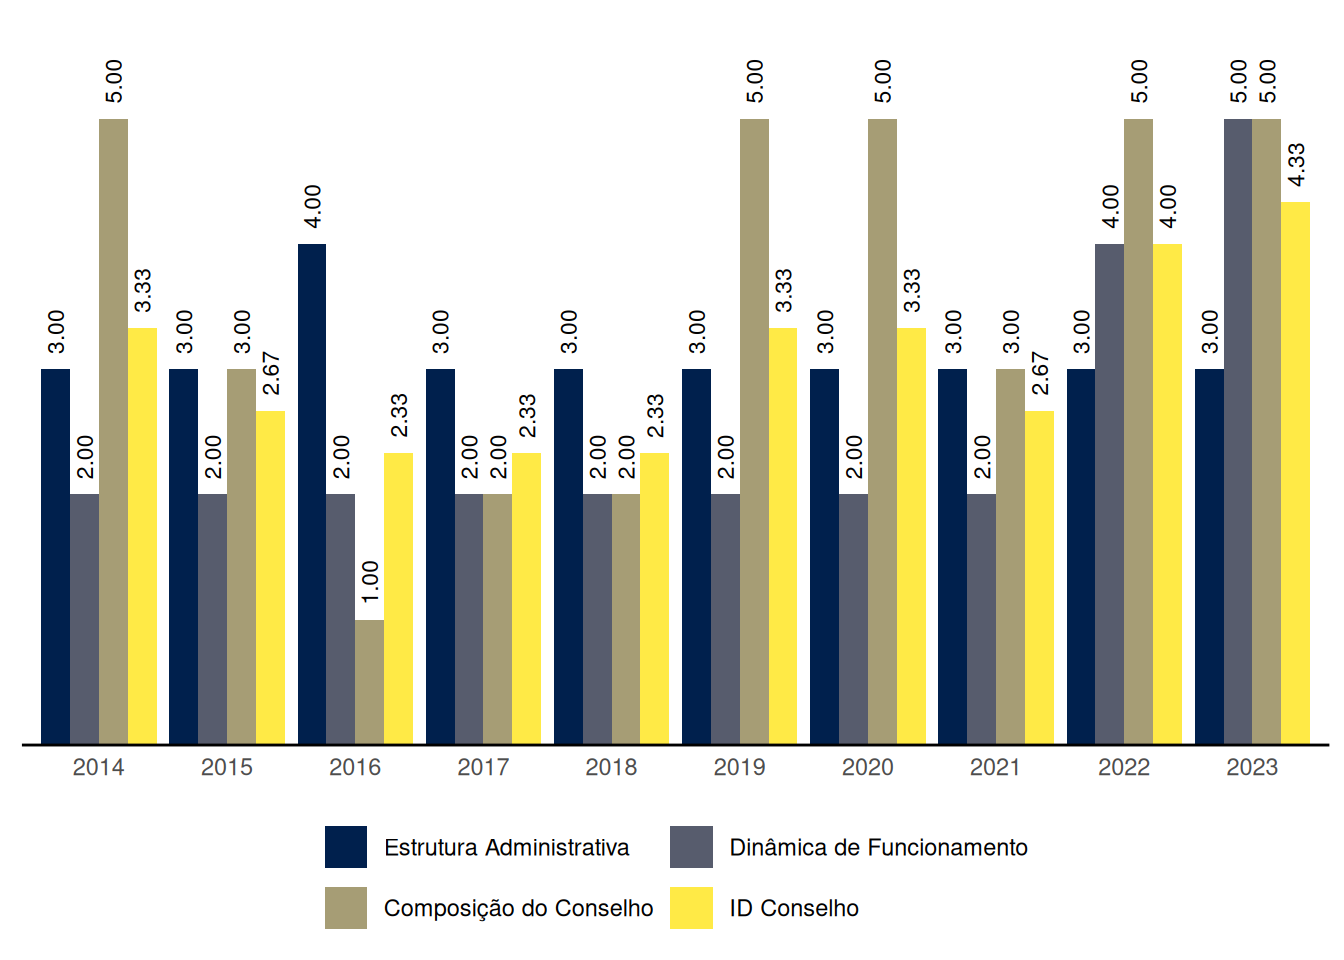 3.00 2.00 5.00 3.33 3.00 2.00 3.00 2.67 4.00 2.00 1.00 2.33 3.00 2.00 2.00 2.33 3.00 2.00 2.00 2.33 3.00 2.00 5.00 3.33 3.00 2.00 5.00 3.33 3.00 2.00 3.00 2.67 3.00 4.00 5.00 4.00 3.00 5.00 5.00 4.33
2014 2015 2016 2017 2018 2019 2020 2021 2022 2023
Estrutura Administrativa Dinâmica de Funcionamento
Composição do Conselho ID Conselho